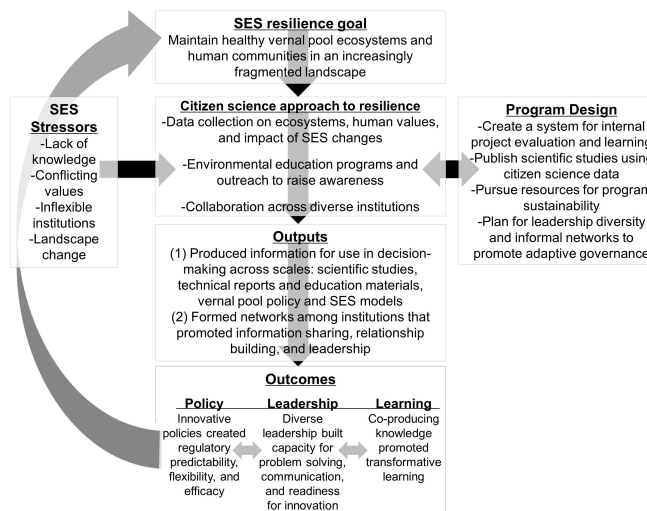 SES resilience goal
Maintain healthy vernal pool ecosystems and
human communities in an increasingly
fragmented landscape
SES
Stressors
-Lack of
knowledge
-Conflicting
values
-Inflexible
institutions
-Landscape
change
Citizen science approach to resilience
-Data collection on ecosystems, human values,
and impact of SES changes
-Environmental education programs and
outreach to raise awareness
-Collaboration across diverse institutions
Program Design
-Create a system for internal
project evaluation and learning
-Publish scientific studies using
citizen science data
-Pursue resources for program
sustainability
-Plan for leadership diversity
and informal networks to
promote adaptive governance
Outputs
(1) Produced information for use in decision-
making across scales: scientific studies,
technical reports and education materials,
vernal pool policy and SES models
(2) Formed networks among institutions that
promoted information sharing, relationship
building, and leadership
Outcomes
Policy
Innovative
policies created
regulatory
predictability,
flexibility, and
efficacy
Leadership
Diverse
leadership built
capacity for
problem solving,
communication,
and readiness
for innovation
Learning
Co-producing
knowledge
promoted
transformative
learning